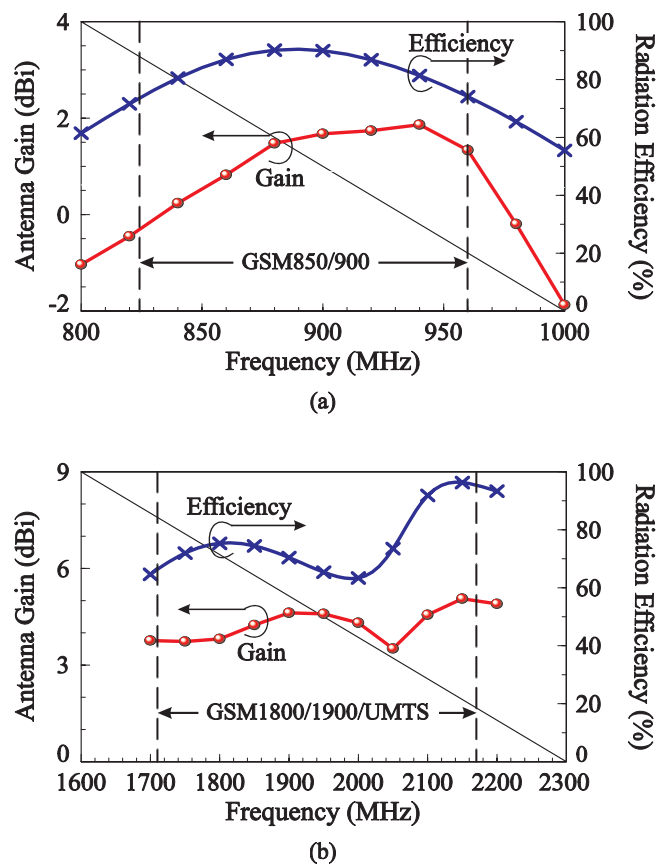 4
2
0
-2
Antenna Gain (dBi)
100
80
60
40
20
0
Radiation Efficiency (%)
Efficiency
Gain
GSM850/900
800
850
900
950
1000
Frequency (MHz)
(a)
9
6
3
0
Antenna Gain (dBi)
100
80
60
40
20
0
Radiation Efficiency (%)
Efficiency
Gain
GSM1800/1900/UMTS
1600
1700
1800
1900
2000
2100
2200
2300
Frequency (MHz)
(b)